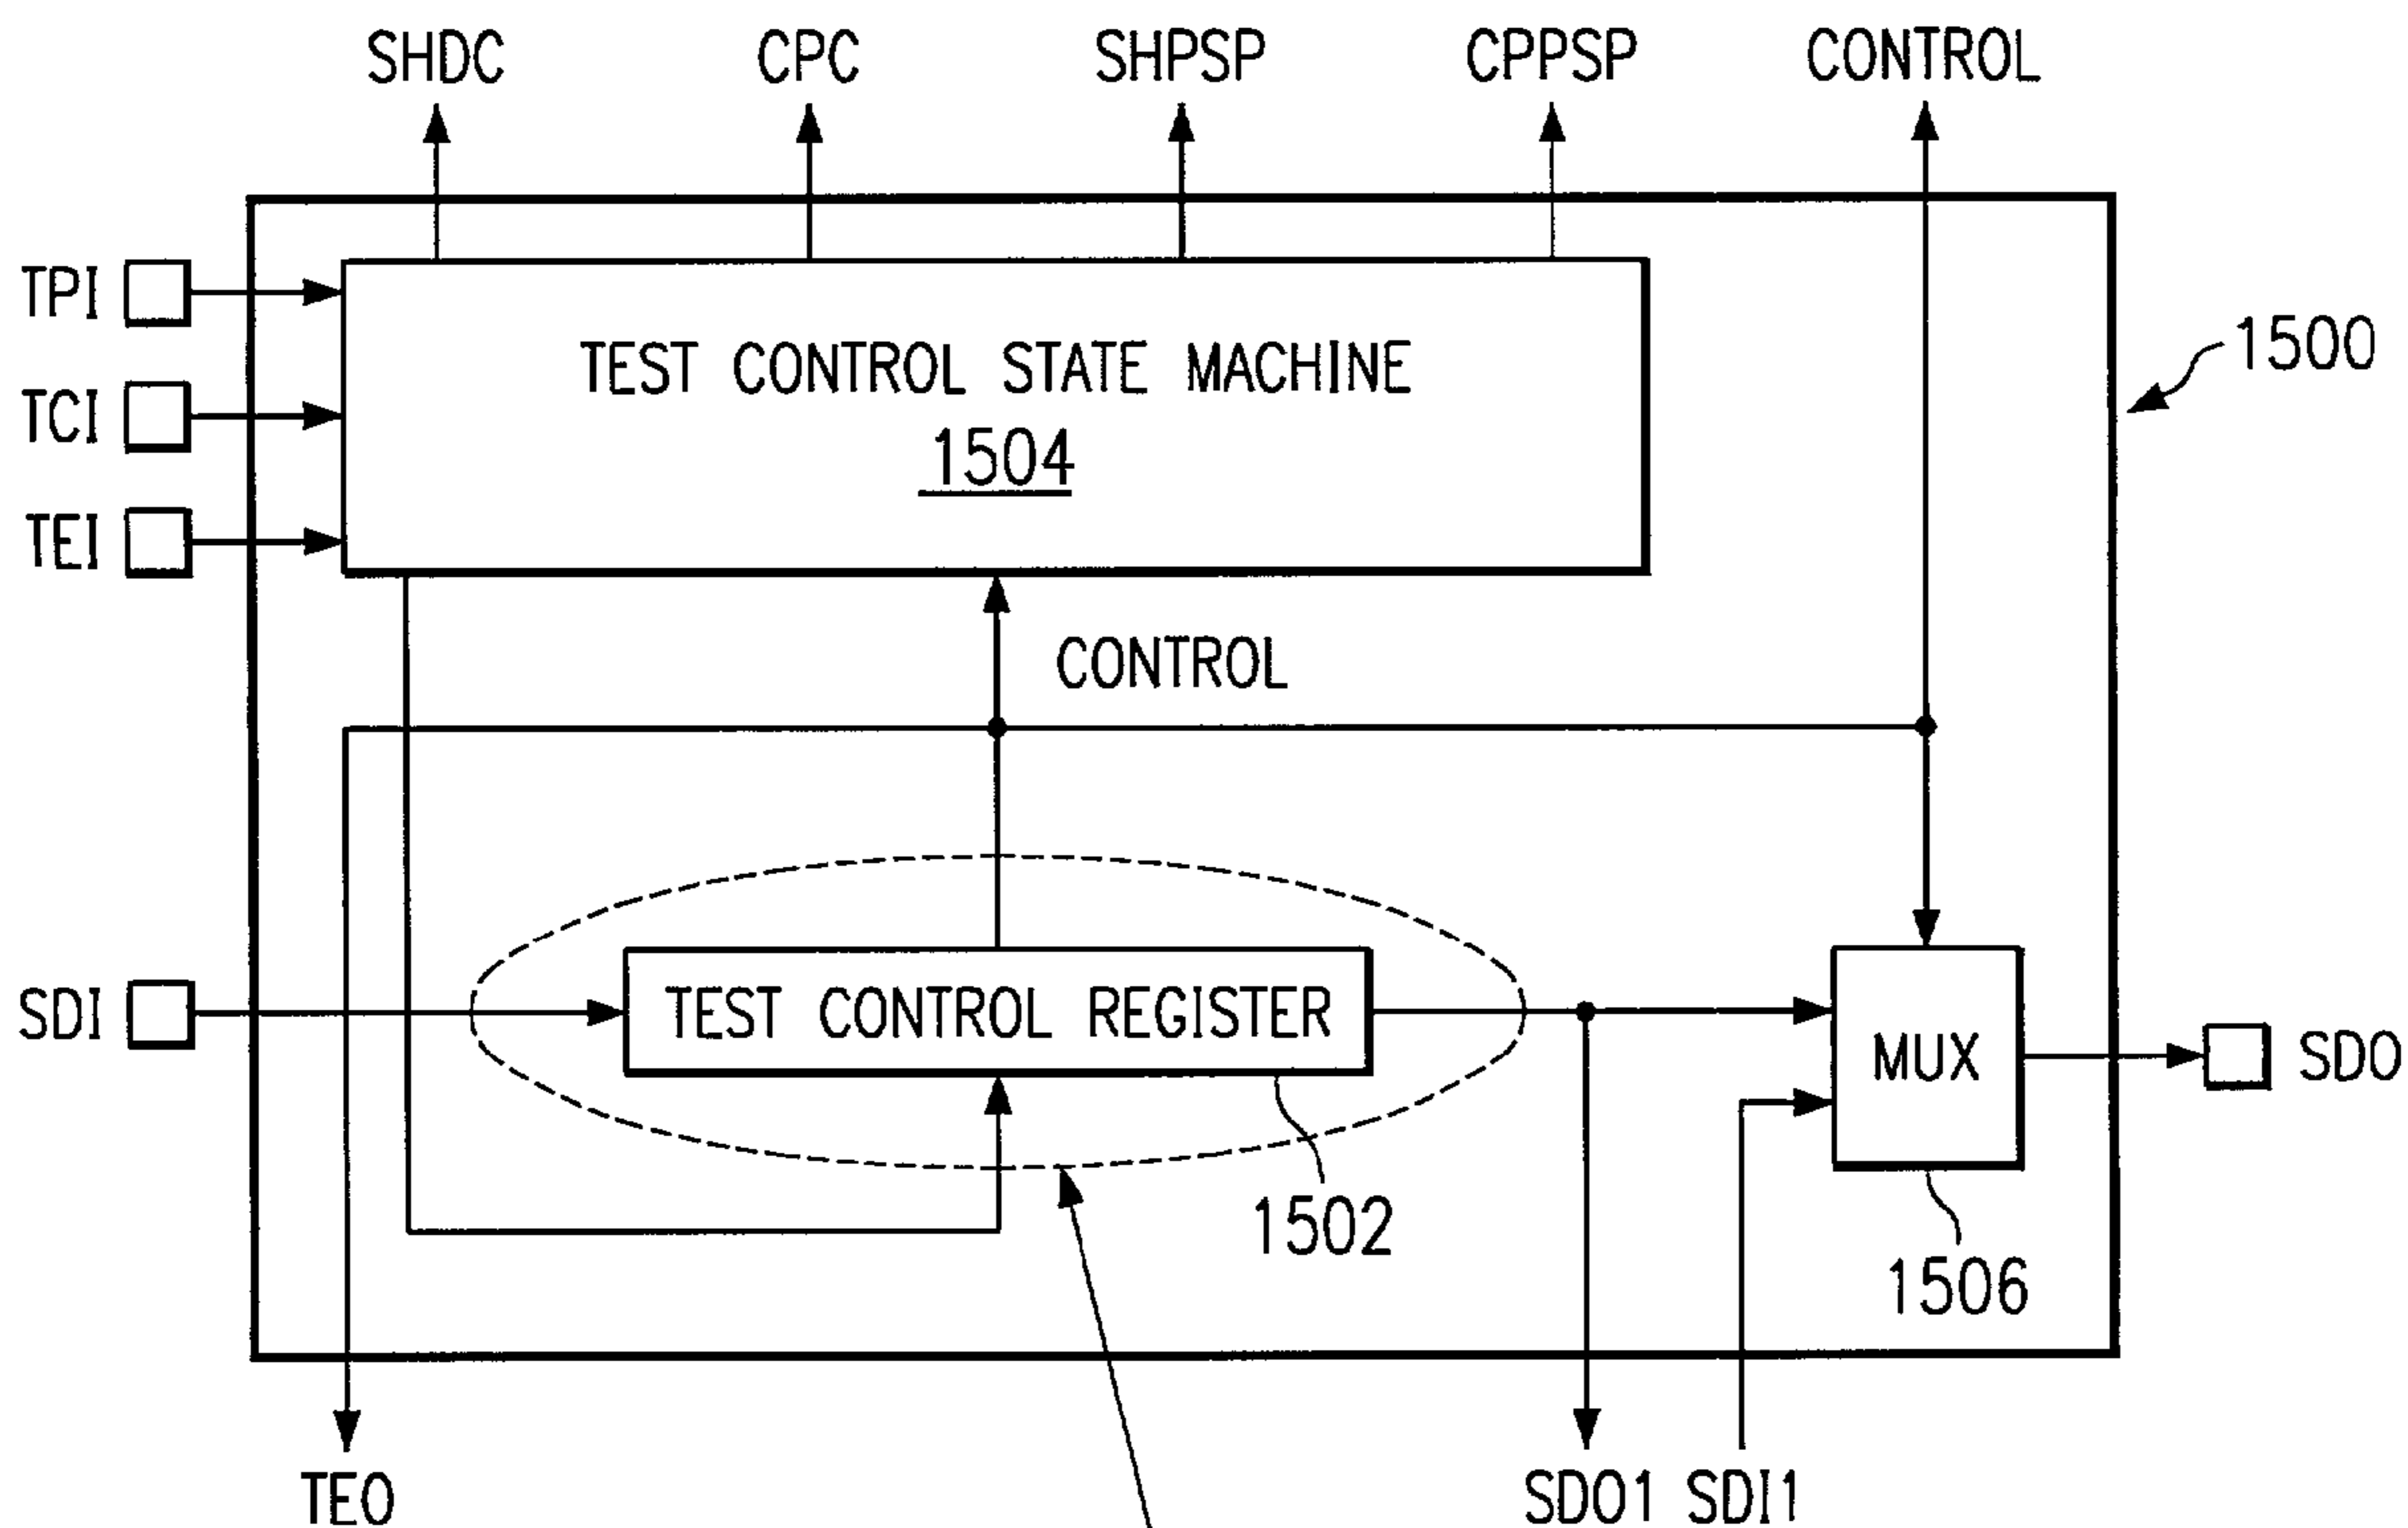 SHDC CPC SHPSP CPPSP CONTROL
TPI
TEST CONTROL STATE MACHINE
1500
TCI
1504
TEI
CONTROL
SDI
TEST CONTROL REGISTER
MUX
SDO
1502
1506
TEO
SDO1 SDI1